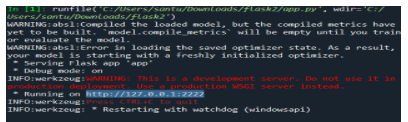 In [1]: runfile('C:/Users/santu/Downloads/flask2/app.py', wdir='C:/
Users/santu/Downloads/flask2')
WARNING:absl:Compiled the loaded model, but the compiled metrics have
yet to be built. `model.compile_metrics` will be empty until you train
or evaluate the model.
WARNING:absl:Error in loading the saved optimizer state. As a result,
your model is starting with a freshly initialized optimizer.
* Serving Flask app 'app'
* Debug mode: on
INFO:werkzeug:WARNING: This is a development server. Do not use it in
production deployment. Use a production WSGI server instead.
* Running on http://127.0.0.1:2222
INFO:werkzeug:Press CTRL+C to quit
INFO:werkzeug: * Restarting with watchdog (windowsapi)